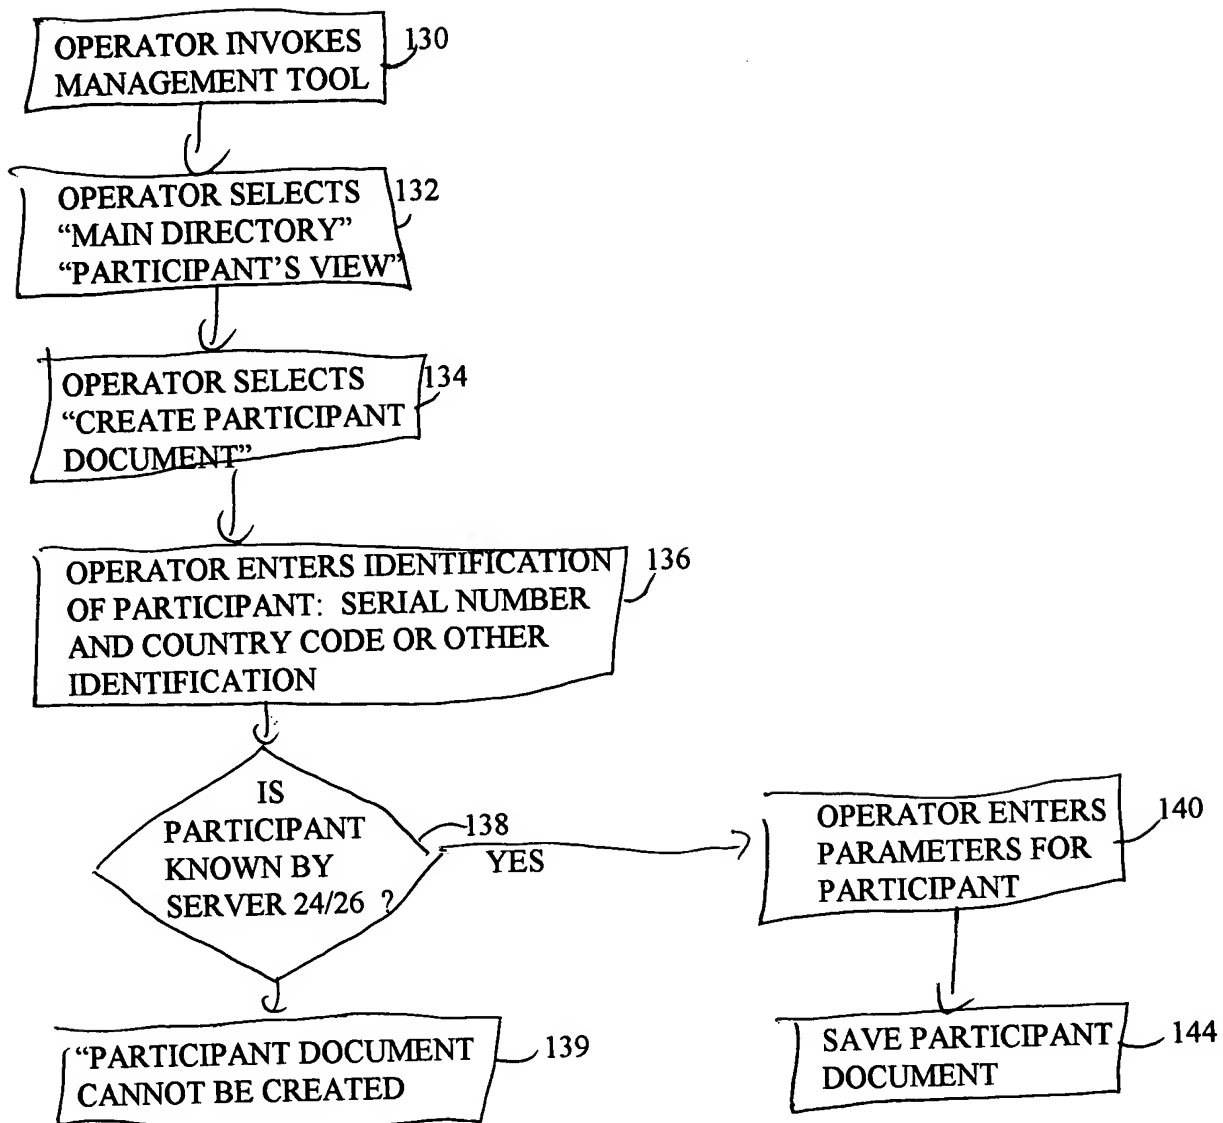 OPERATOR INVOKES
MANAGEMENT TOOL
130
OPERATOR SELECTS
“MAIN DIRECTORY”
“PARTICIPANT’S VIEW”
132
OPERATOR SELECTS
“CREATE PARTICIPANT
DOCUMENT”
134
OPERATOR ENTERS IDENTIFICATION
OF PARTICIPANT: SERIAL NUMBER
AND COUNTRY CODE OR OTHER
IDENTIFICATION
136
IS
PARTICIPANT
KNOWN BY
SERVER 24/26 ?
138
YES
OPERATOR ENTERS
PARAMETERS FOR
PARTICIPANT
140
“PARTICIPANT DOCUMENT
CANNOT BE CREATED
139
SAVE PARTICIPANT
DOCUMENT
144